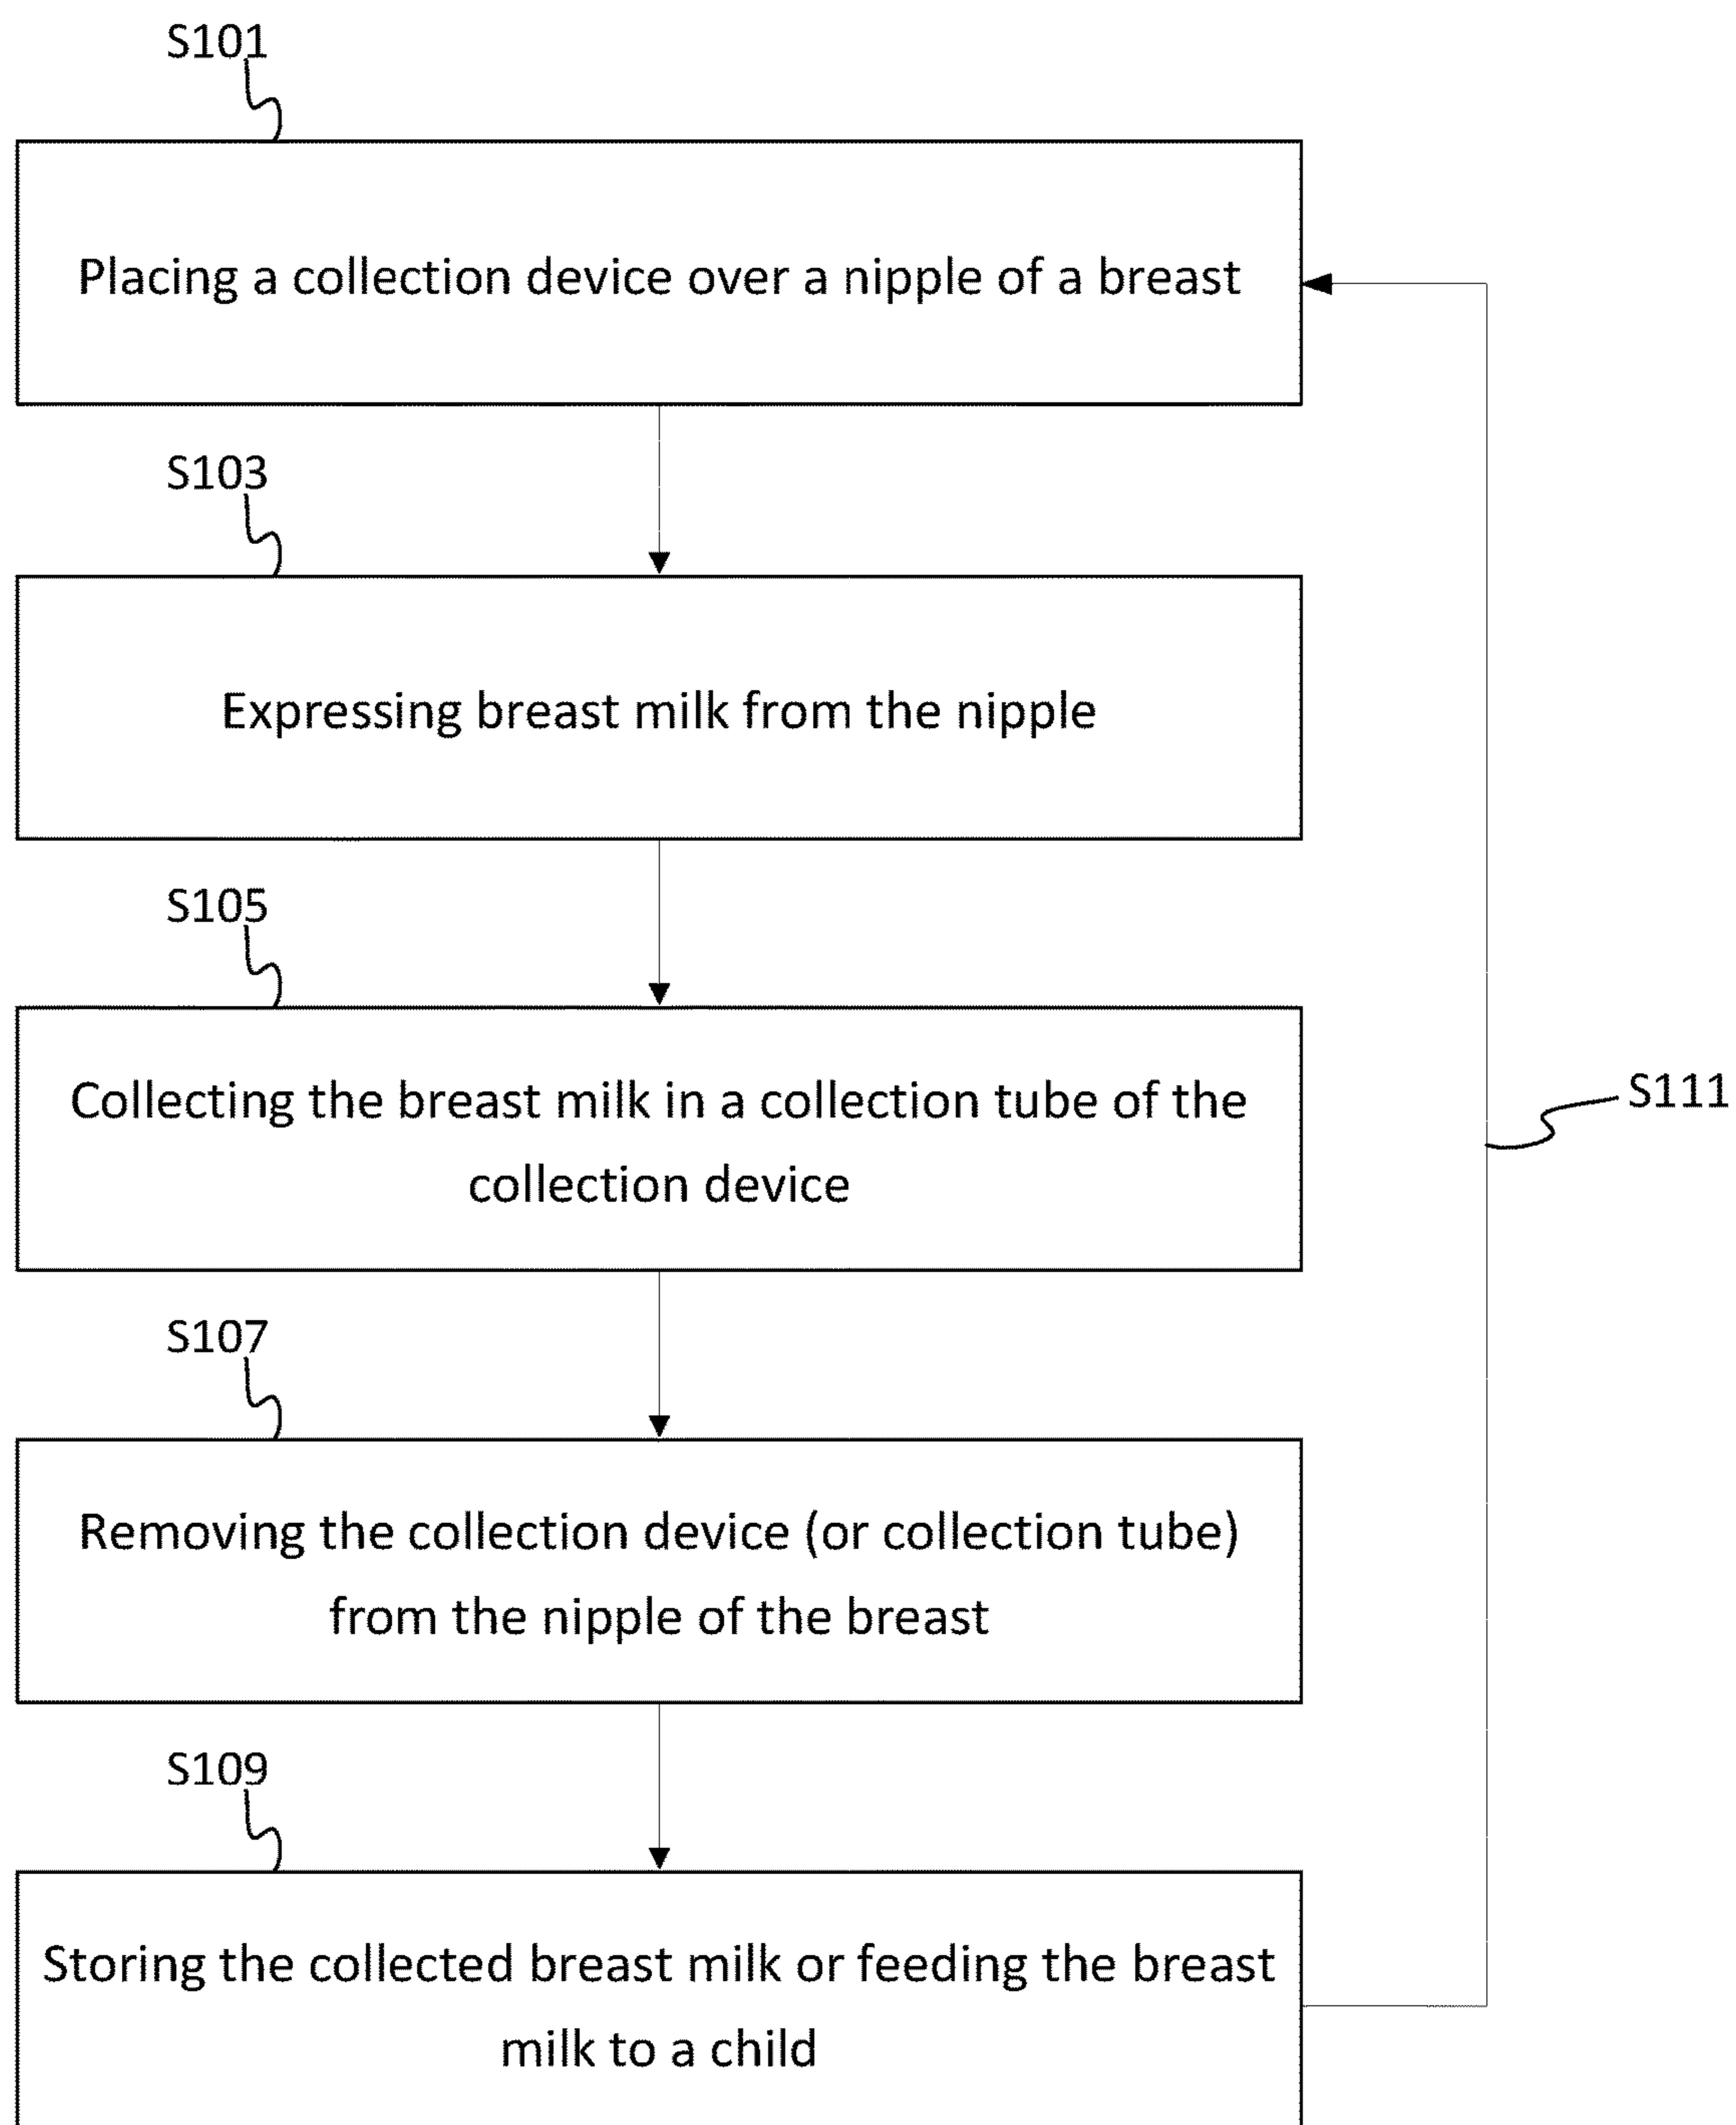 S101
Placing a collection device over a nipple of a breast
S103
Expressing breast milk from the nipple
S105
Collecting the breast milk in a collection tube of the
collection device
S111
S107
Removing the collection device (or collection tube)
from the nipple of the breast
S109
Storing the collected breast milk or feeding the breast
milk to a child